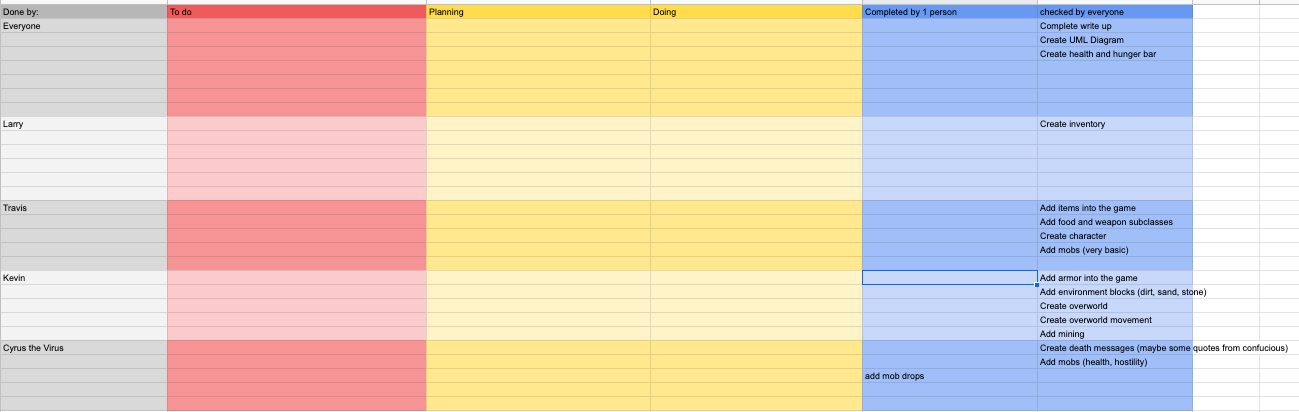 Done by: To do Planning Doing Completed by 1 person checked by everyone
Everyone Complete write up
Create UML Diagram
Create health and hunger bar
Larry Create inventory
Travis Add items into the game
Add food and weapon subclasses
Create character
Add mobs (very basic)
Kevin Add armor into the game
Add environment blocks (dirt, sand, stone)
Create overworld
Create overworld movement
Add mining
Cyrus the Virus Create death messages (maybe some quotes from confucious)
Add mobs (health, hostility)
add mob drops